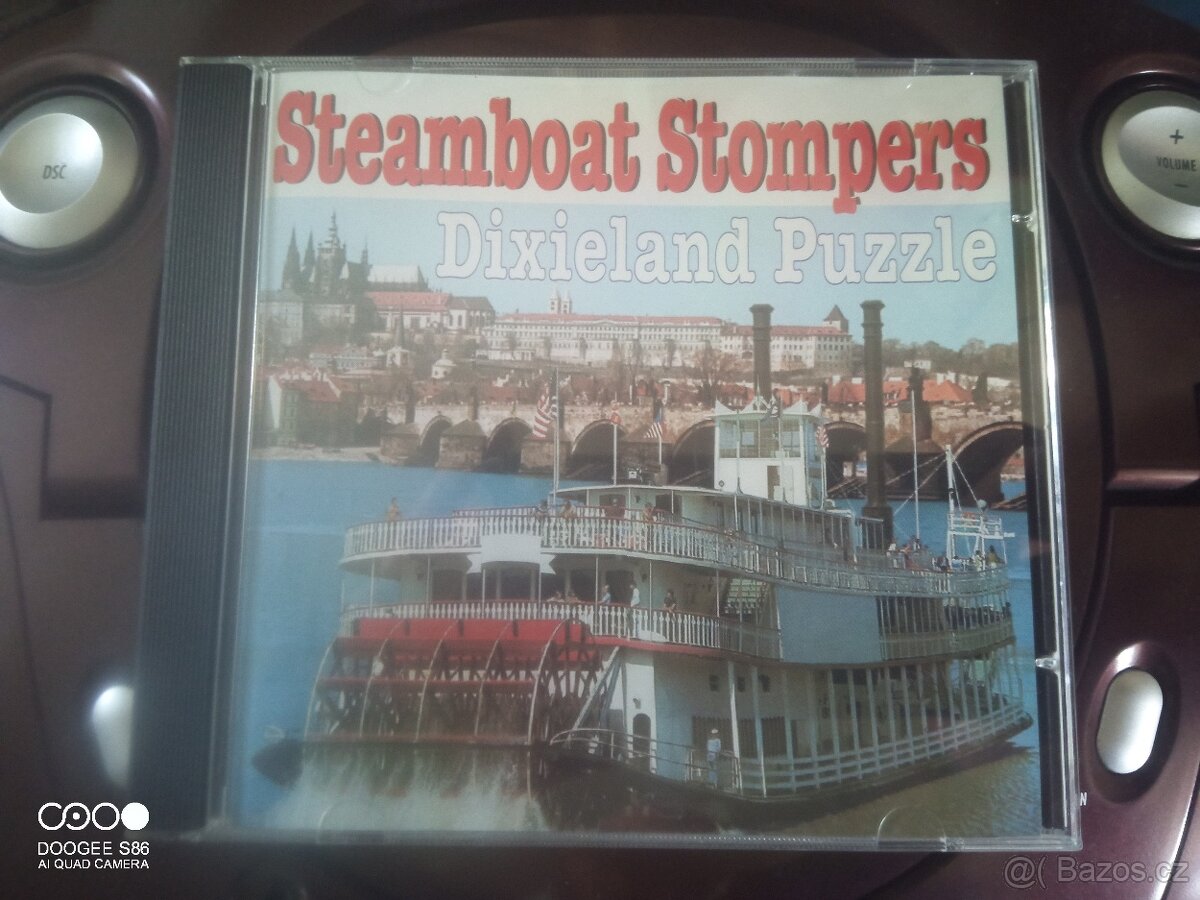 Steamboat Stompers
Dixieland Puzzle
DSC
+
VOLUME
−
N
DOOGEE S86
AI QUAD CAMERA
@( Bazos.cz